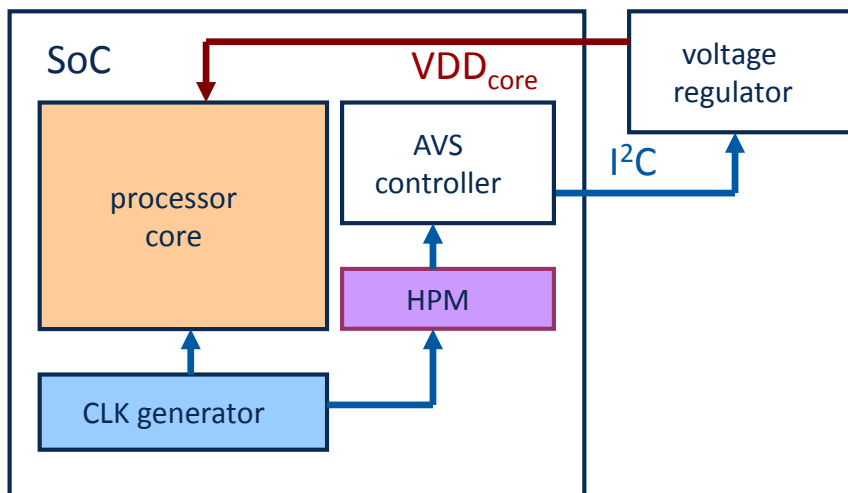 SoC
VDDcore
voltage
regulator
processor
core
AVS
controller
I²C
HPM
CLK generator